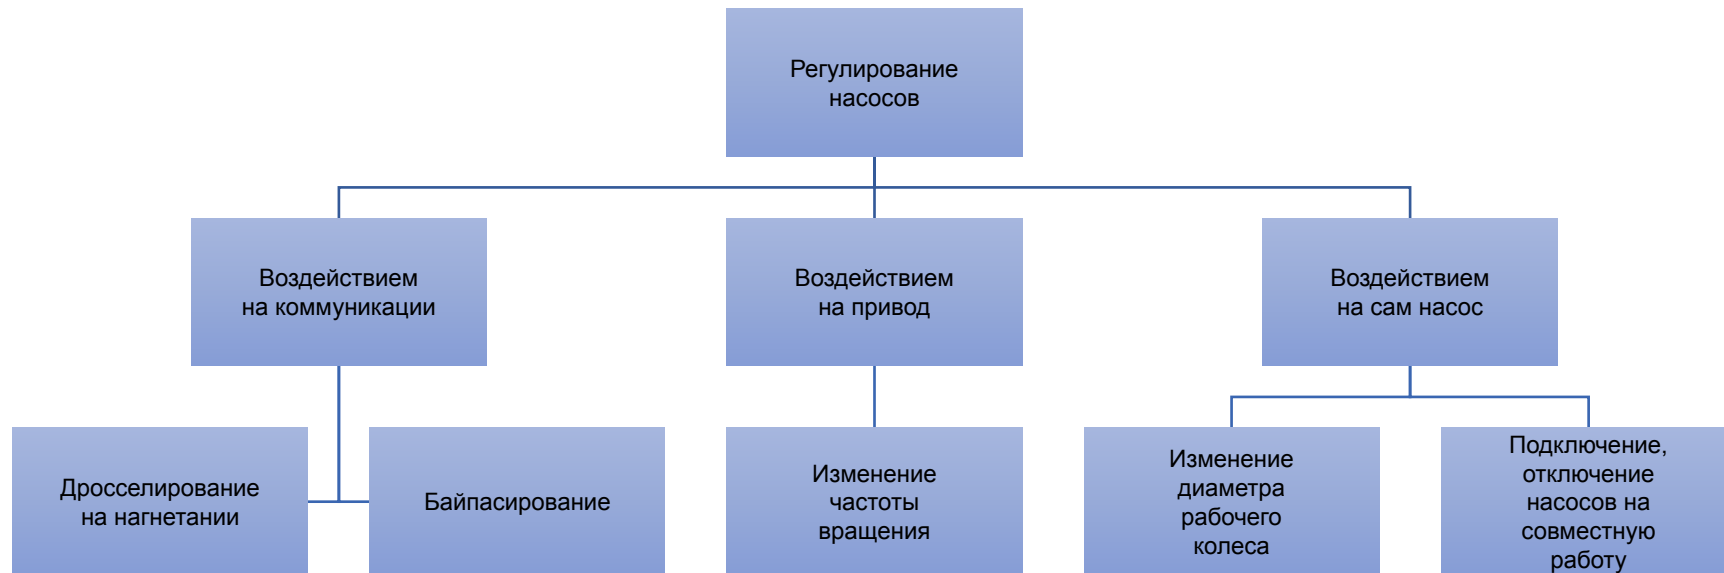 Регулирование
насосов
Воздействием
на коммуникации
Воздействием
на привод
Воздействием
на сам насос
Дросселирование
на нагнетании
Байпасирование
Изменение
частоты
вращения
Изменение
диаметра
рабочего
колеса
Подключение,
отключение
насосов на
совместную
работу